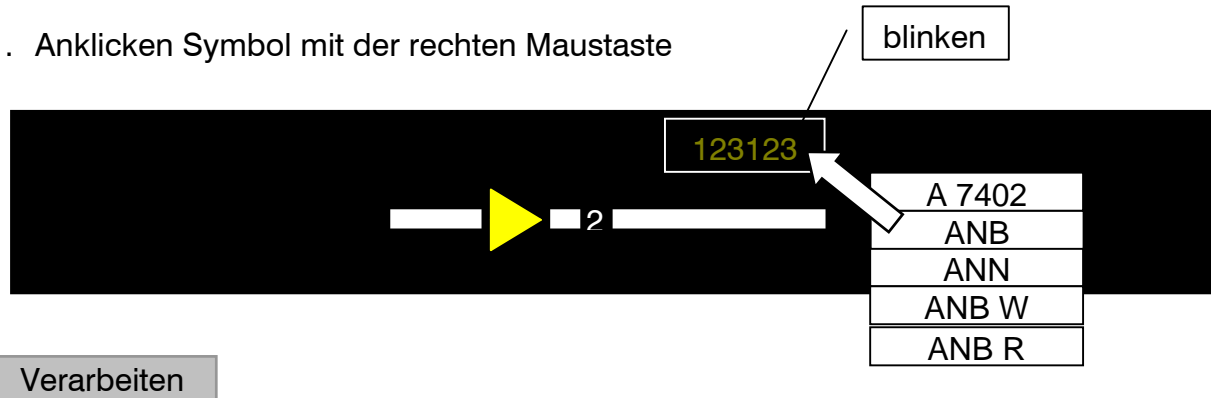 . Anklicken Symbol mit der rechten Maustaste
blinken
123123
2
A 7402
ANB
ANN
ANB W
ANB R
Verarbeiten